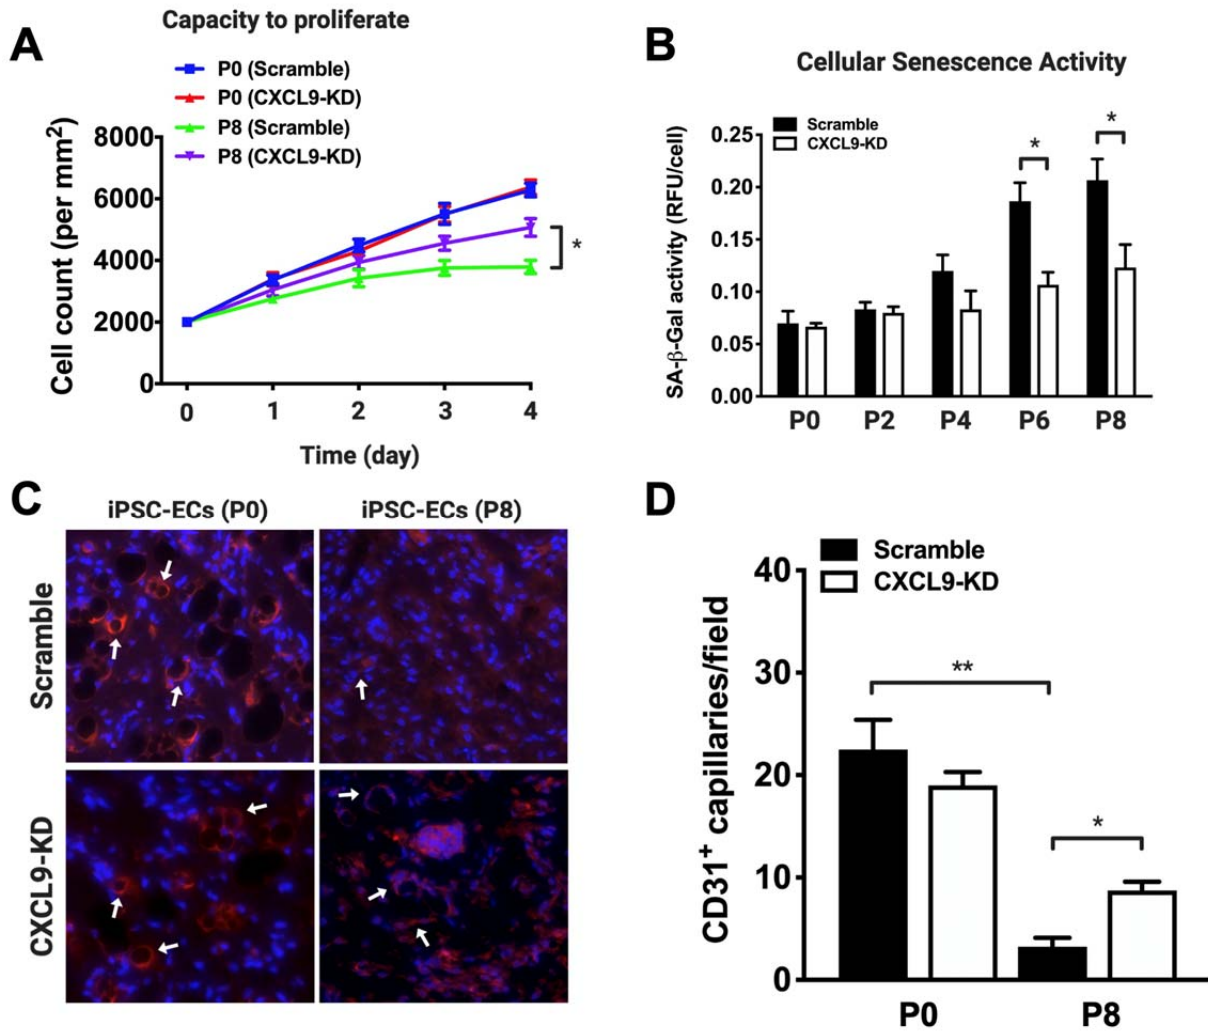 A
Capacity to proliferate
P0 (Scramble)
P0 (CXCL9-KD)
P8 (Scramble)
P8 (CXCL9-KD)
Cell count (per mm²)
8000
6000
4000
2000
0
*
0 1 2 3 4
Time (day)
B
Cellular Senescence Activity
Scramble
CXCL9-KD
SA-β-Gal activity (RFU/cell)
0.25
0.20
0.15
0.10
0.05
0.00
*
*
P0 P2 P4 P6 P8
C
iPSC-ECs (P0) iPSC-ECs (P8)
Scramble
CXCL9-KD
D
Scramble
CXCL9-KD
CD31⁺ capillaries/field
40
30
20
10
0
**
*
P0 P8